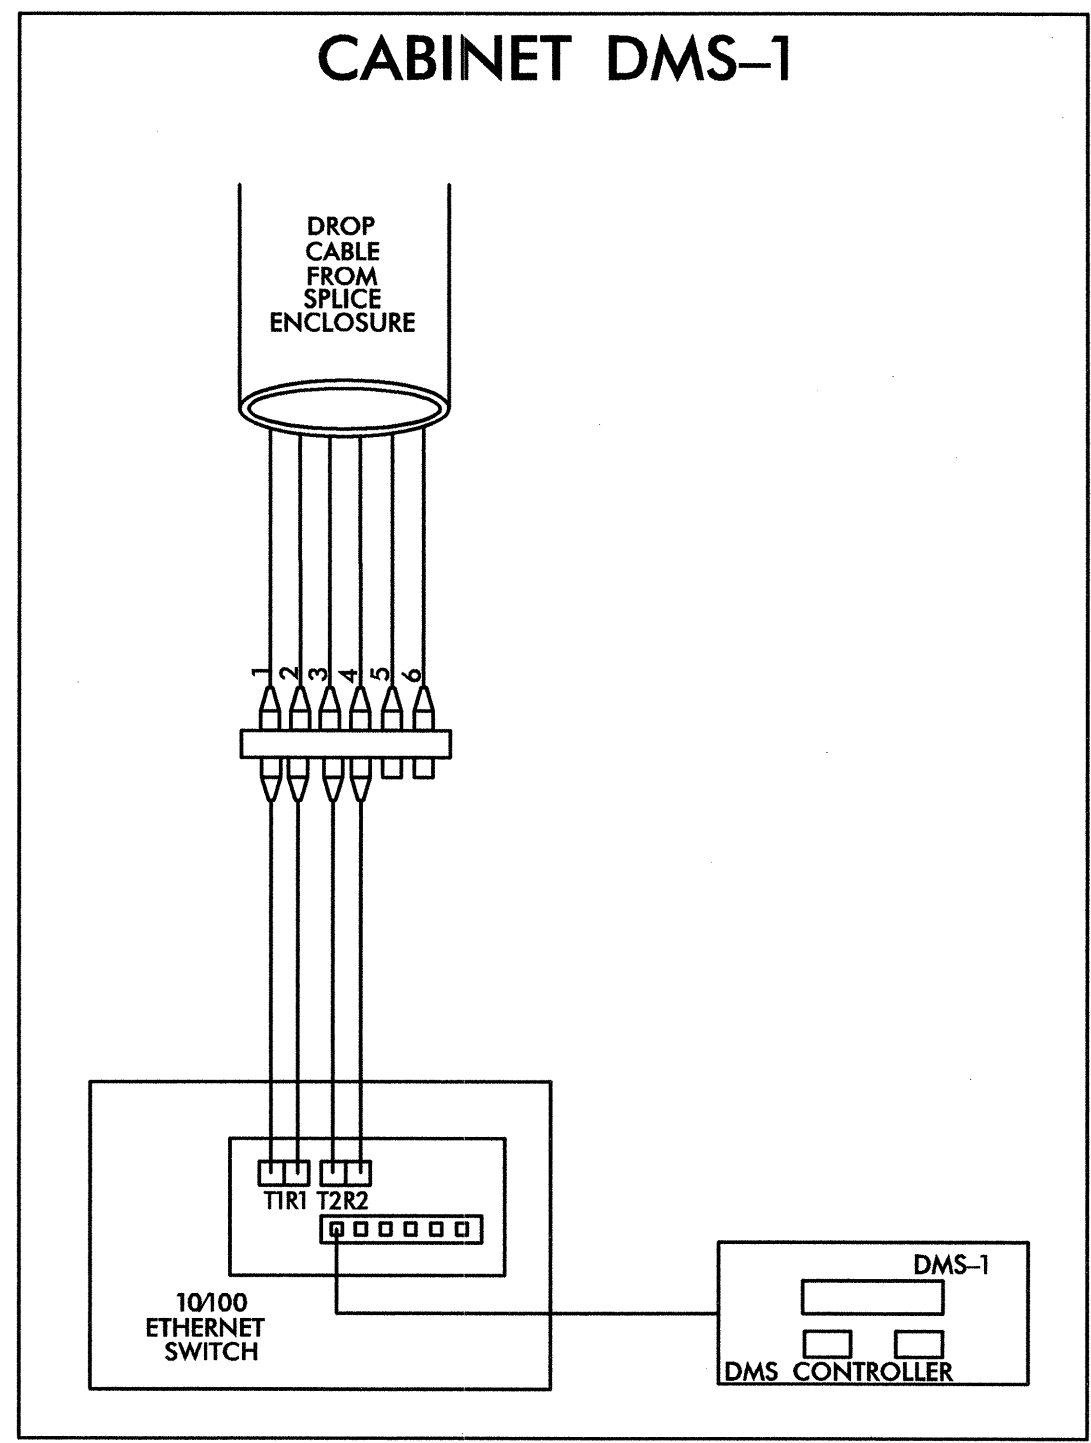 CABINET DMS–1
DROP
CABLE
FROM
SPLICE
ENCLOSURE
1 2 3 4 5 6
T1R1 T2R2
10/100
ETHERNET
SWITCH
DMS–1
DMS CONTROLLER